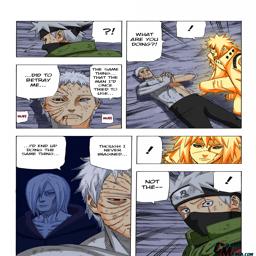 ?!
WHAT ARE
YOU DOING?!
THE SAME
THING...
THAT THE MAN
I'D ONCE
TRIED TO
USE...
...DID TO
BETRAY
ME...
!
THOUGH I
NEVER
IMAGINED...
...I'D END UP
DOING THE
SAME THING...
!
NOT
THE--